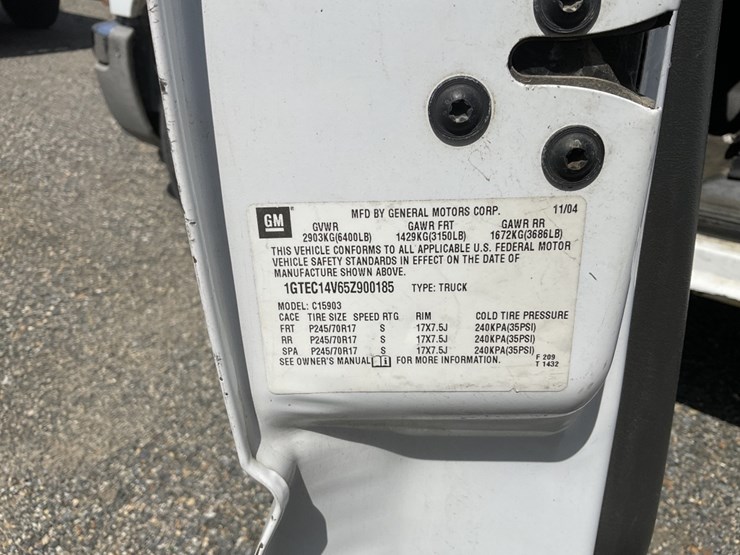 GM
MFD BY GENERAL MOTORS CORP. 11/04
GVWR GAWR FRT GAWR RR
2903KG(6400LB) 1429KG(3150LB) 1672KG(3686LB)
THIS VEHICLE CONFORMS TO ALL APPLICABLE U.S. FEDERAL MOTOR
VEHICLE SAFETY STANDARDS IN EFFECT ON THE DATE OF
MANUFACTURE SHOWN ABOVE.
1GTEC14V65Z900185 TYPE: TRUCK
MODEL: C15903
CACE TIRE SIZE SPEED RTG RIM COLD TIRE PRESSURE
FRT P245/70R17 S 17X7.5J 240KPA(35PSI)
RR P245/70R17 S 17X7.5J 240KPA(35PSI)
SPA P245/70R17 S 17X7.5J 240KPA(35PSI)
SEE OWNER'S MANUAL FOR MORE INFORMATION.
F 209
T 1432